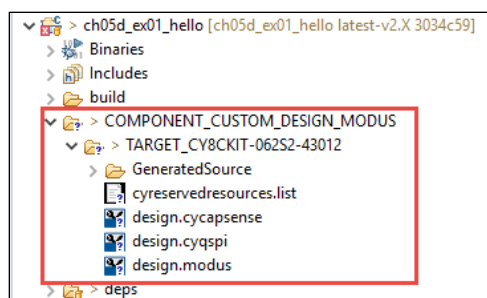 > ch05d_ex01_hello [ch05d_ex01_hello latest-v2.X 3034c59]
Binaries
Includes
build
> COMPONENT_CUSTOM_DESIGN_MODUS
> TARGET_CY8CKIT-062S2-43012
GeneratedSource
cyreservedresources.list
design.cycapsense
design.cyqspi
design.modus
> deps